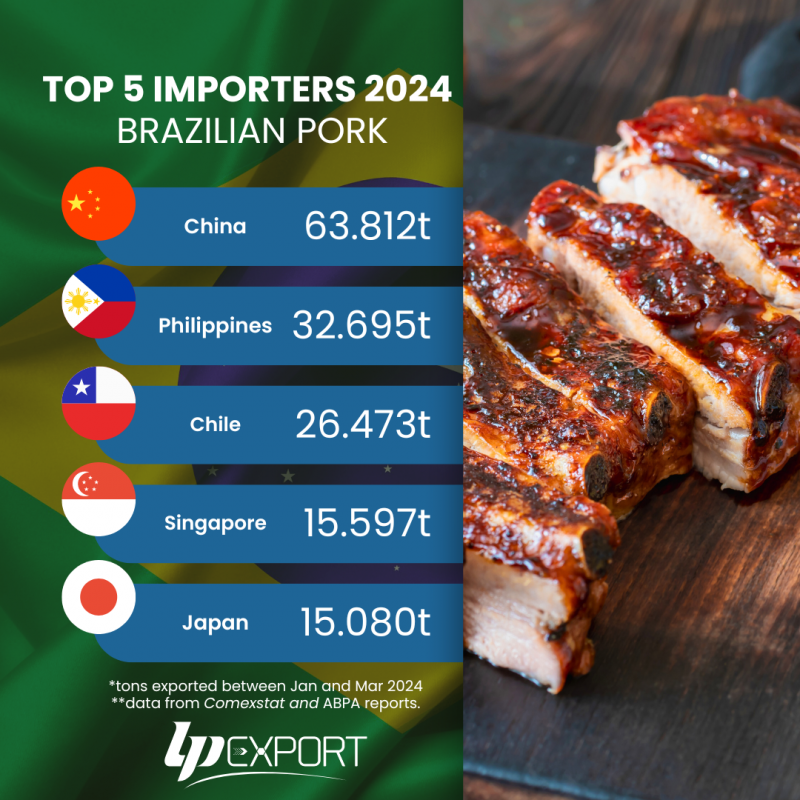 TOP 5 IMPORTERS 2024
BRAZILIAN PORK
China 63.812t
Philippines 32.695t
Chile 26.473t
Singapore 15.597t
Japan 15.080t
*tons exported between Jan and Mar 2024
**data from Comexstat and ABPA reports.
LP EXPORT